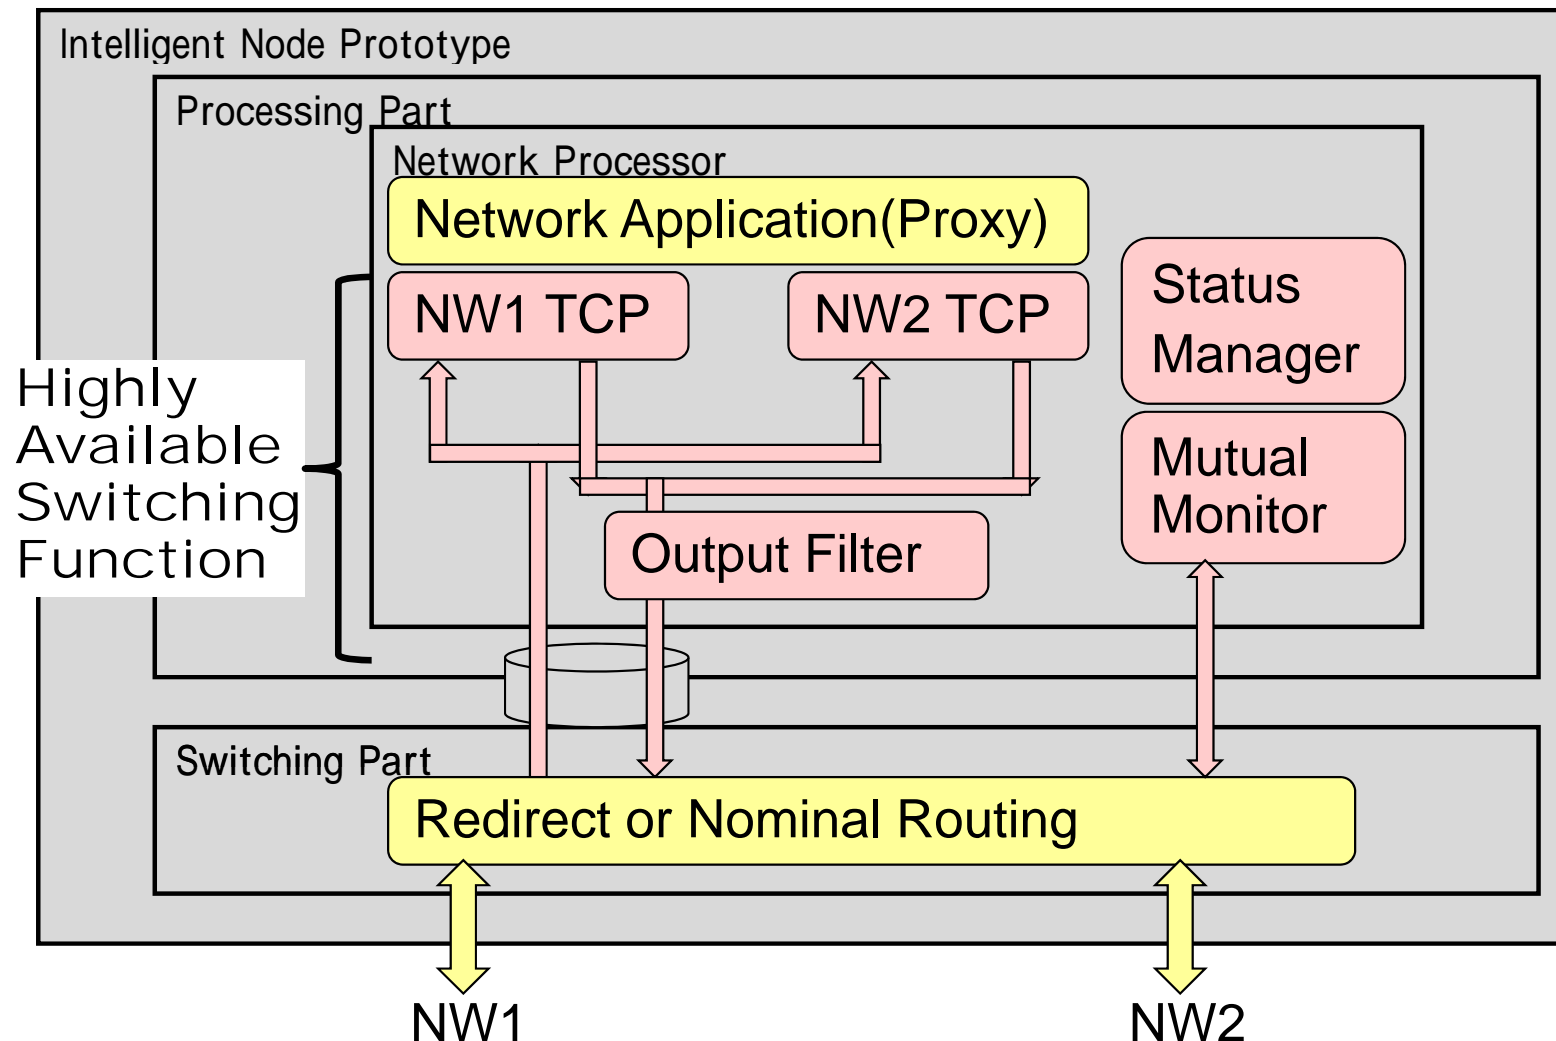 Intelligent Node Prototype
Processing Part
Network Processor
Network Application(Proxy)
NW1 TCP
NW2 TCP
Status
Manager
Highly
Available
Switching
Function
Mutual
Monitor
Output Filter
Switching Part
Redirect or Nominal Routing
NW1
NW2